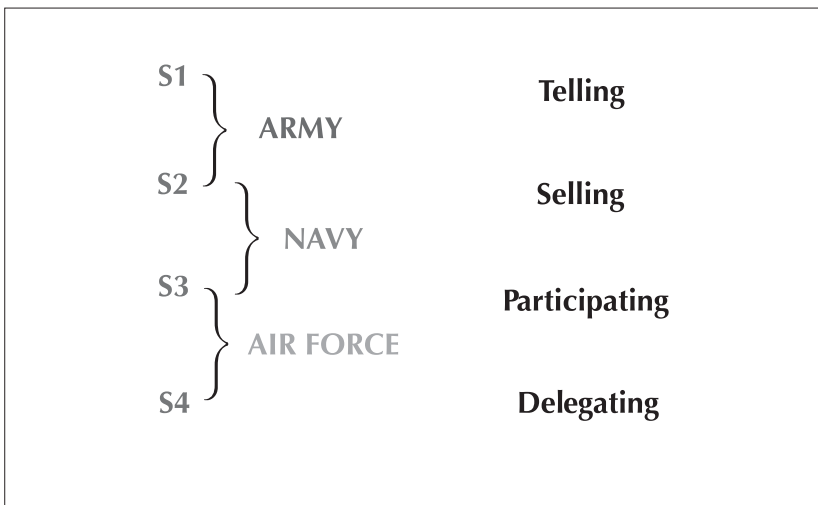 S1
Telling
ARMY
S2
Selling
NAVY
S3
Participating
AIR FORCE
S4
Delegating